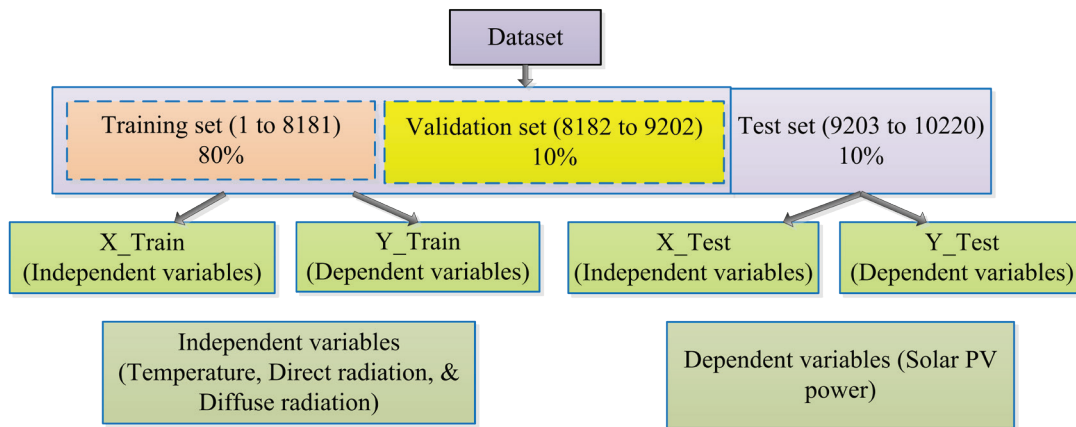 Dataset
Training set (1 to 8181)
80%
Validation set (8182 to 9202)
10%
Test set (9203 to 10220)
10%
X_Train
(Independent variables)
Y_Train
(Dependent variables)
X_Test
(Independent variables)
Y_Test
(Dependent variables)
Independent variables
(Temperature, Direct radiation, &
Diffuse radiation)
Dependent variables (Solar PV
power)